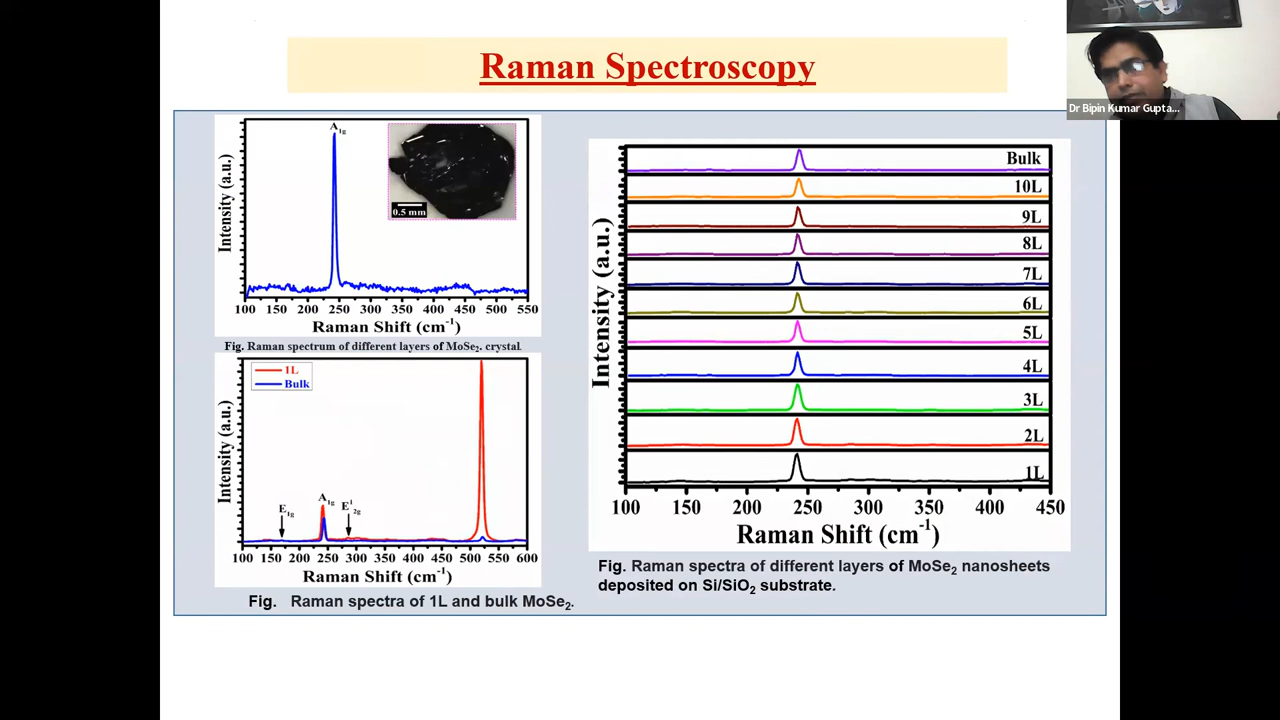 Raman Spectroscopy
Dr Bipin Kumar Gupta...
A1g
0.5 mm
Intensity (a.u.)
100 150 200 250 300 350 400 450 500 550
Raman Shift (cm-1)
Fig. Raman spectrum of different layers of MoSe2. crystal.
1L
Bulk
Intensity (a.u.)
E1g
A1g
E12g
100 150 200 250 300 350 400 450 500 550 600
Raman Shift (cm-1)
Fig. Raman spectra of 1L and bulk MoSe2.
Bulk
10L
9L
8L
7L
6L
5L
4L
3L
2L
1L
Intensity (a.u.)
100 150 200 250 300 350 400 450
Raman Shift (cm-1)
Fig. Raman spectra of different layers of MoSe2 nanosheets
deposited on Si/SiO2 substrate.